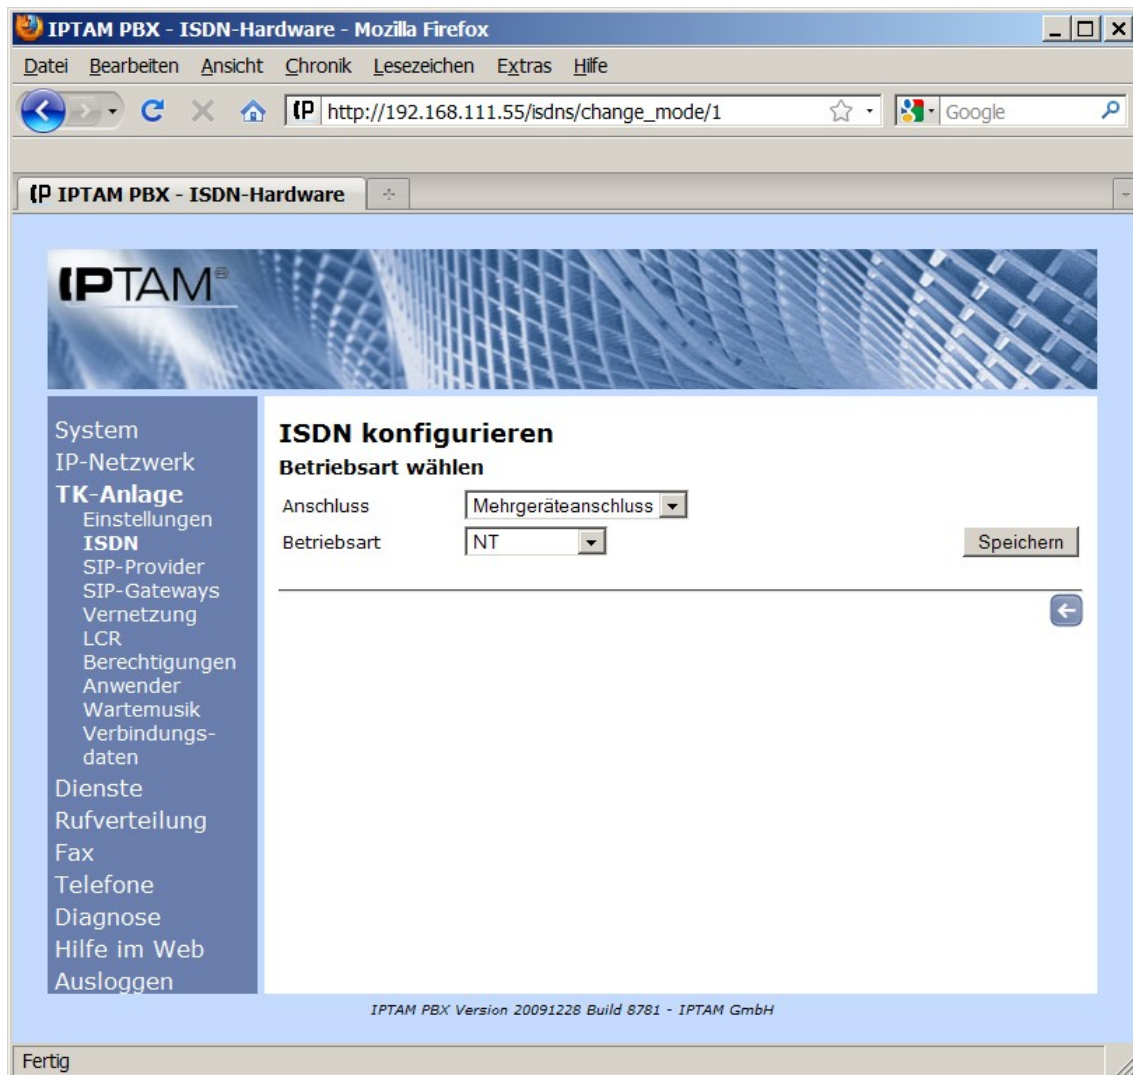 IPTAM PBX - ISDN-Hardware - Mozilla Firefox
Datei Bearbeiten Ansicht Chronik Lesezeichen Extras Hilfe
(P http://192.168.111.55/isdns/change_mode/1 Google
(P IPTAM PBX - ISDN-Hardware
IPTAM®
System
IP-Netzwerk
TK-Anlage
Einstellungen
ISDN
SIP-Provider
SIP-Gateways
Vernetzung
LCR
Berechtigungen
Anwender
Wartemusik
Verbindungs-
daten
Dienste
Rufverteilung
Fax
Telefone
Diagnose
Hilfe im Web
Ausloggen
ISDN konfigurieren
Betriebsart wählen
Anschluss Mehrgeräteanschluss
Betriebsart NT Speichern
IPTAM PBX Version 20091228 Build 8781 - IPTAM GmbH
Fertig